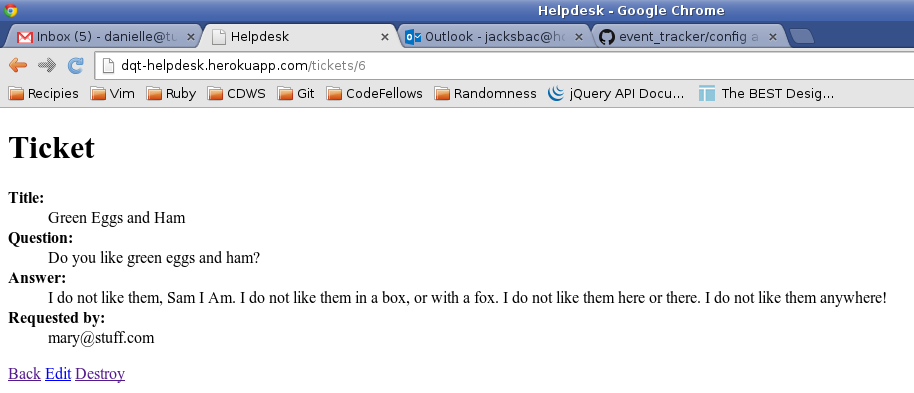 Helpdesk - Google Chrome
Inbox (5) - danielle@tu
Helpdesk
Outlook - jacksbac@ho
event_tracker/config a
dqt-helpdesk.herokuapp.com/tickets/6
Recipies Vim Ruby CDWS Git CodeFellows Randomness jQuery API Docu... The BEST Desig...
Ticket
Title:
Green Eggs and Ham
Question:
Do you like green eggs and ham?
Answer:
I do not like them, Sam I Am. I do not like them in a box, or with a fox. I do not like them here or there. I do not like them anywhere!
Requested by:
mary@stuff.com
Back Edit Destroy